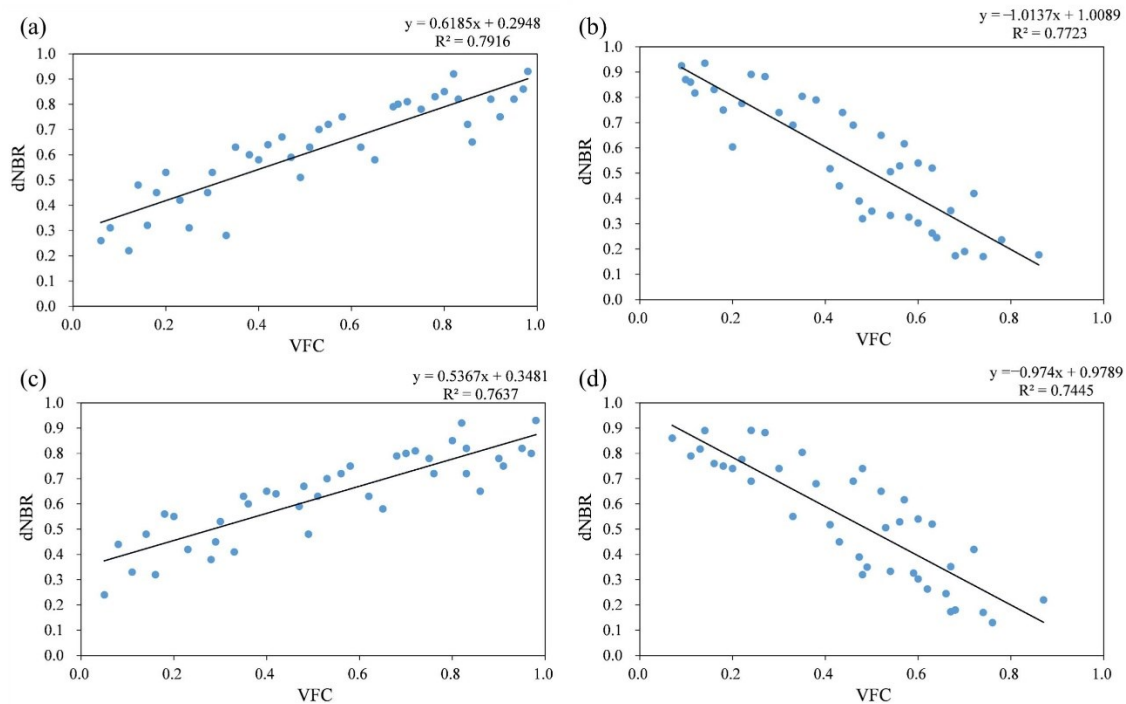 (a)
y = 0.6185x + 0.2948
R² = 0.7916
1.0
0.9
0.8
0.7
0.6
0.5
0.4
0.3
0.2
0.1
0.0
dNBR
0.0 0.2 0.4 0.6 0.8 1.0
VFC
(b)
y = −1.0137x + 1.0089
R² = 0.7723
1.0
0.9
0.8
0.7
0.6
0.5
0.4
0.3
0.2
0.1
0.0
dNBR
0.0 0.2 0.4 0.6 0.8 1.0
VFC
(c)
y = 0.5367x + 0.3481
R² = 0.7637
1.0
0.9
0.8
0.7
0.6
0.5
0.4
0.3
0.2
0.1
0.0
dNBR
0.0 0.2 0.4 0.6 0.8 1.0
VFC
(d)
y =−0.974x + 0.9789
R² = 0.7445
1.0
0.9
0.8
0.7
0.6
0.5
0.4
0.3
0.2
0.1
0.0
dNBR
0.0 0.2 0.4 0.6 0.8 1.0
VFC